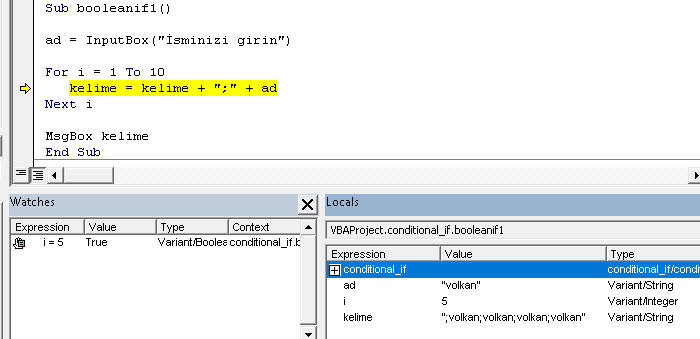 Sub booleanif1()
ad = InputBox("İsminizi girin")
For i = 1 To 10
kelime = kelime + ";" + ad
Next i
MsgBox kelime
End Sub
Watches
Expression Value Type Context
i = 5 True Variant/Boolea conditional_if.b
Locals
VBAProject.conditional_if.booleanif1
Expression Value Type
conditional_if conditional_if/condi
ad "volkan" Variant/String
i 5 Variant/Integer
kelime ";volkan;volkan;volkan;volkan" Variant/String